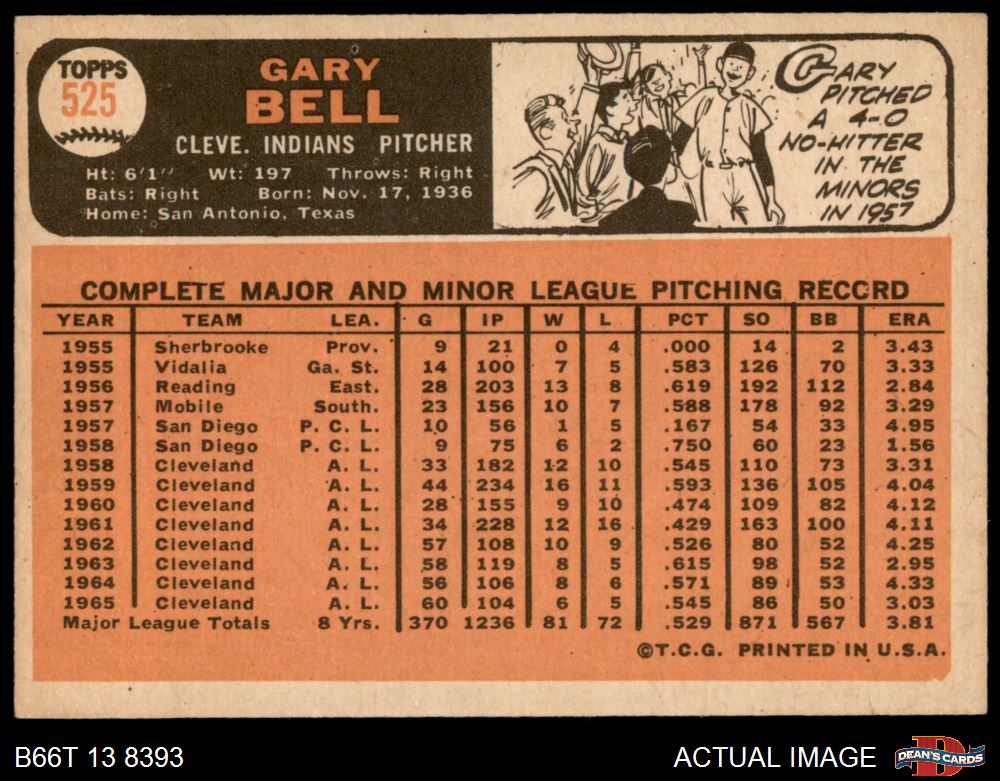 TOPPS
525
GARY
BELL
CLEVE. INDIANS PITCHER
Ht: 6'1" Wt: 197 Throws: Right
Bats: Right Born: Nov. 17, 1936
Home: San Antonio, Texas
GARY
PITCHED
A 4-0
NO-HITTER
IN THE
MINORS
IN 1957
COMPLETE MAJOR AND MINOR LEAGUE PITCHING RECORD
YEAR TEAM LEA. G IP W L PCT SO BB ERA
1955 Sherbrooke Prov. 9 21 0 4 .000 14 2 3.43
1955 Vidalia Ga. St. 14 100 7 5 .583 126 70 3.33
1956 Reading East. 28 203 13 8 .619 192 112 2.84
1957 Mobile South. 23 156 10 7 .588 178 92 3.29
1957 San Diego P. C. L. 10 56 1 5 .167 54 33 4.95
1958 San Diego P. C. L. 9 75 6 2 .750 60 23 1.56
1958 Cleveland A. L. 33 182 12 10 .545 110 73 3.31
1959 Cleveland A. L. 44 234 16 11 .593 136 105 4.04
1960 Cleveland A. L. 28 155 9 10 .474 109 82 4.12
1961 Cleveland A. L. 34 228 12 16 .429 163 100 4.11
1962 Cleveland A. L. 57 108 10 9 .526 80 52 4.25
1963 Cleveland A. L. 58 119 8 5 .615 98 52 2.95
1964 Cleveland A. L. 56 106 8 6 .571 89 53 4.33
1965 Cleveland A. L. 60 104 6 5 .545 86 50 3.03
Major League Totals 8 Yrs. 370 1236 81 72 .529 871 567 3.81
©T.C.G. PRINTED IN U.S.A.
B66T 13 8393
ACTUAL IMAGE
DEAN'S CARDS